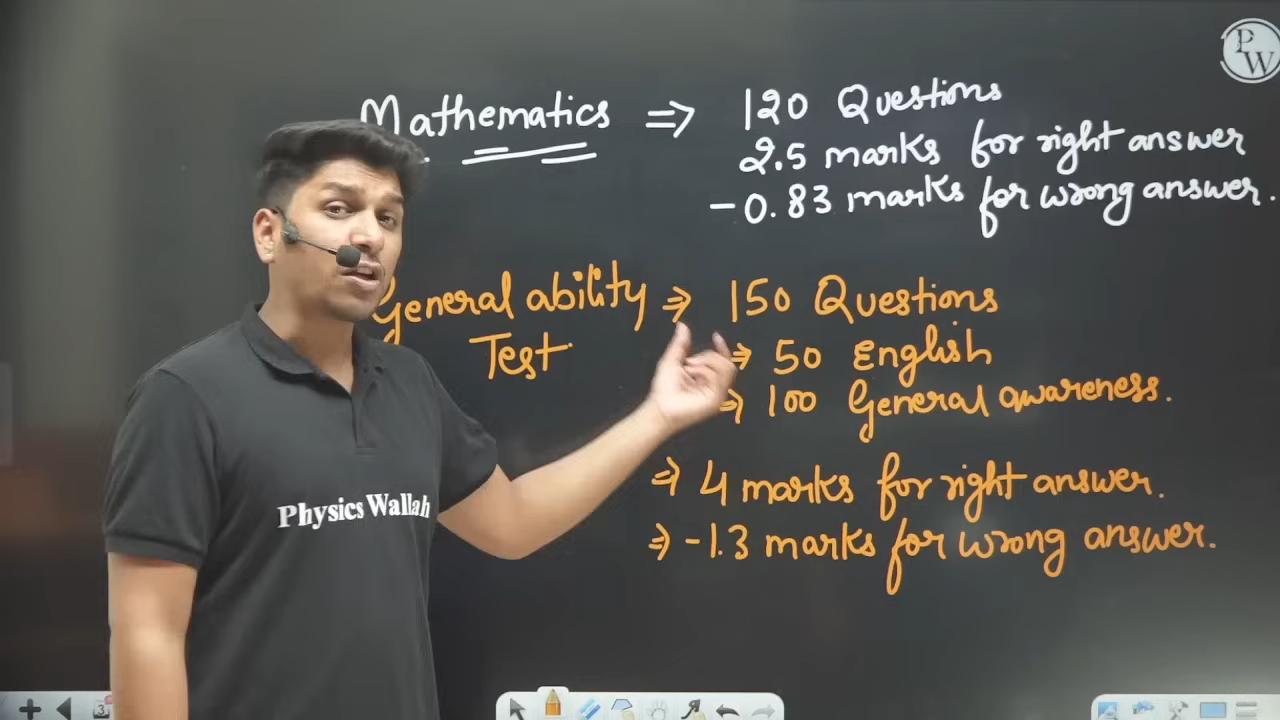 PW
Mathematics ⇒ 120 Questions
2.5 marks for right answer
-0.83 marks for wrong answer.
General ability ⇒ 150 Questions
Test
⇒ 50 English
⇒ 100 General awareness.
⇒ 4 marks for right answer.
⇒ -1.3 marks for wrong answer.
Physics Wallah